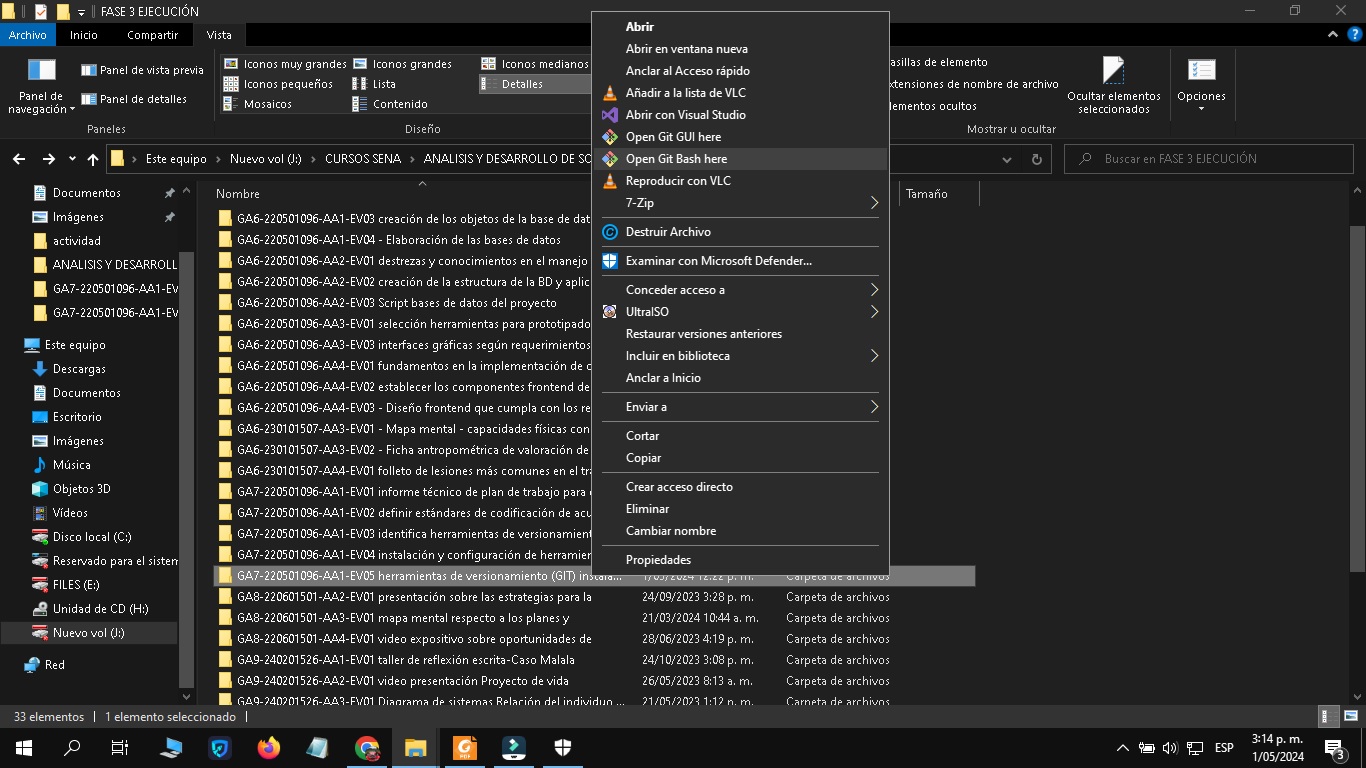 FASE 3 EJECUCIÓN
Archivo Inicio Compartir Vista
Panel de navegación
Panel de vista previa
Panel de detalles
Paneles
Iconos muy grandes Iconos grandes Iconos medianos
Iconos pequeños Lista Detalles
Mosaicos Contenido
Diseño
asillas de elemento
xtensiones de nombre de archivo
lementos ocultos
Ocultar elementos seleccionados
Mostrar u ocultar
Opciones
Este equipo > Nuevo vol (J:) > CURSOS SENA > ANALISIS Y DESARROLLO DE SO
Buscar en FASE 3 EJECUCIÓN
Documentos
Imágenes
actividad
ANALISIS Y DESARROLL
GA7-220501096-AA1-EV
GA7-220501096-AA1-EV
Este equipo
Descargas
Documentos
Escritorio
Imágenes
Música
Objetos 3D
Vídeos
Disco local (C:)
Reservado para el sistem
FILES (E:)
Unidad de CD (H:)
Nuevo vol (J:)
Red
Nombre Tamaño
GA6-220501096-AA1-EV03 creación de los objetos de la base de dat
GA6-220501096-AA1-EV04 - Elaboración de las bases de datos
GA6-220501096-AA2-EV01 destrezas y conocimientos en el manejo
GA6-220501096-AA2-EV02 creación de la estructura de la BD y aplic
GA6-220501096-AA2-EV03 Script bases de datos del proyecto
GA6-220501096-AA3-EV01 selección herramientas para prototipado
GA6-220501096-AA3-EV03 interfaces gráficas según requerimientos
GA6-220501096-AA4-EV01 fundamentos en la implementación de c
GA6-220501096-AA4-EV02 establecer los componentes frontend de
GA6-220501096-AA4-EV03 - Diseño frontend que cumpla con los re
GA6-230101507-AA3-EV01 - Mapa mental - capacidades físicas con
GA6-230101507-AA3-EV02 - Ficha antropométrica de valoración de
GA6-230101507-AA4-EV01 folleto de lesiones más comunes en el tra
GA7-220501096-AA1-EV01 informe técnico de plan de trabajo para c
GA7-220501096-AA1-EV02 definir estándares de codificación de acu
GA7-220501096-AA1-EV03 identifica herramientas de versionamient
GA7-220501096-AA1-EV04 instalación y configuración de herramien
GA7-220501096-AA1-EV05 herramientas de versionamiento (GIT) instala... 1/05/2024 12:22 p. m. Carpeta de archivos
GA8-220601501-AA2-EV01 presentación sobre las estrategias para la 24/09/2023 3:28 p. m. Carpeta de archivos
GA8-220601501-AA3-EV01 mapa mental respecto a los planes y 21/03/2024 10:44 a. m. Carpeta de archivos
GA8-220601501-AA4-EV01 video expositivo sobre oportunidades de 28/06/2023 4:19 p. m. Carpeta de archivos
GA9-240201526-AA1-EV01 taller de reflexión escrita-Caso Malala 24/10/2023 3:08 p. m. Carpeta de archivos
GA9-240201526-AA2-EV01 video presentación Proyecto de vida 26/05/2023 8:13 a. m. Carpeta de archivos
GA9-240201526-AA3-EV01 Diagrama de sistemas Relación del individuo ... 21/05/2023 1:12 p. m. Carpeta de archivos
Abrir
Abrir en ventana nueva
Anclar al Acceso rápido
Añadir a la lista de VLC
Abrir con Visual Studio
Open Git GUI here
Open Git Bash here
Reproducir con VLC
7-Zip
Destruir Archivo
Examinar con Microsoft Defender...
Conceder acceso a
UltraISO
Restaurar versiones anteriores
Incluir en biblioteca
Anclar a Inicio
Enviar a
Cortar
Copiar
Crear acceso directo
Eliminar
Cambiar nombre
Propiedades
33 elementos 1 elemento seleccionado
ESP
3:14 p. m.
1/05/2024
3